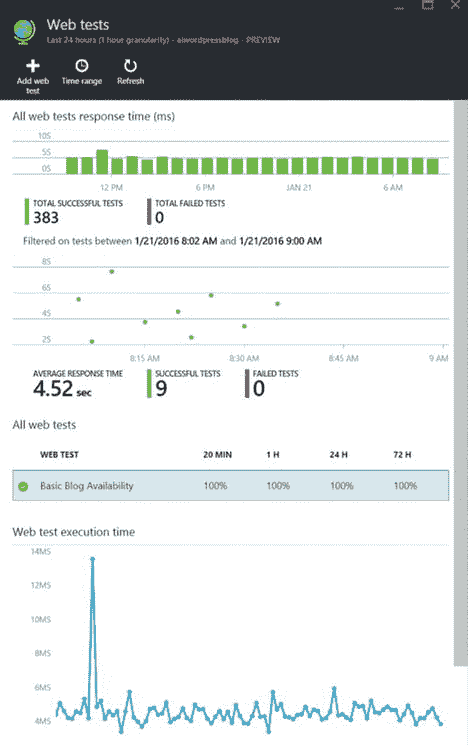 Web tests
Last 24 hours (1 hour granularity) - aiwordpressblog - PREVIEW
Add web test
Time range
Refresh
All web tests response time (ms)
10S
5S
0S
12 PM 6 PM JAN 21 6 AM
TOTAL SUCCESSFUL TESTS
383
TOTAL FAILED TESTS
0
Filtered on tests between 1/21/2016 8:02 AM and 1/21/2016 9:00 AM
8S
6S
4S
2S
8:15 AM 8:30 AM 8:45 AM 9 AM
AVERAGE RESPONSE TIME
4.52 sec
SUCCESSFUL TESTS
9
FAILED TESTS
0
All web tests
WEB TEST 20 MIN 1 H 24 H 72 H
Basic Blog Availability 100% 100% 100% 100%
Web test execution time
14MS
12MS
10MS
8MS
6MS
4MS